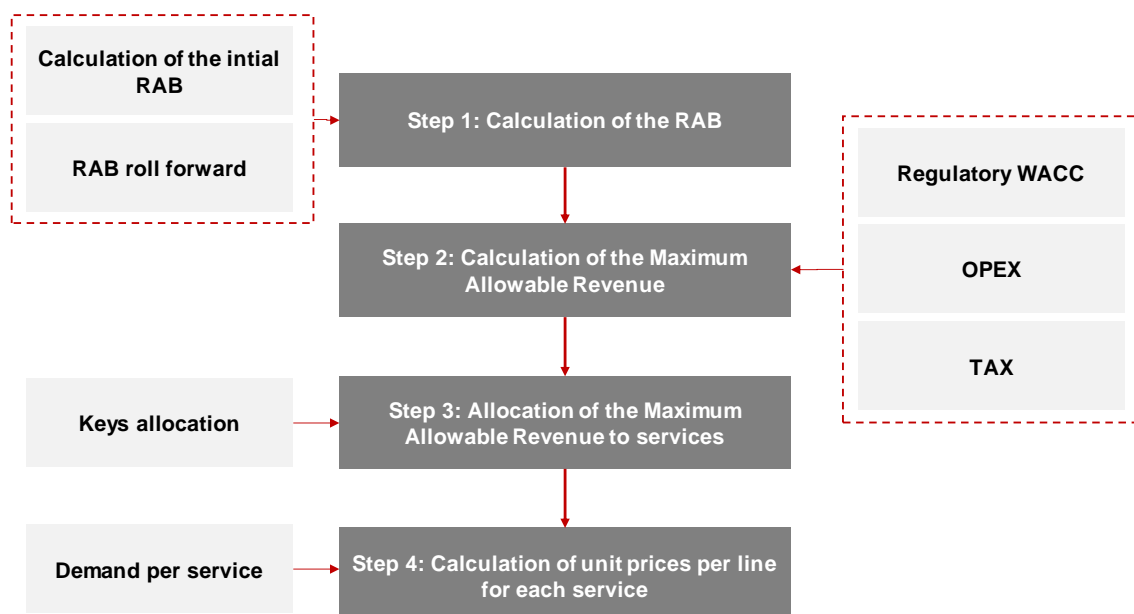 Calculation of the intial
RAB
RAB roll forward
Step 1: Calculation of the RAB
Regulatory WACC
OPEX
TAX
Step 2: Calculation of the Maximum
Allowable Revenue
Keys allocation
Step 3: Allocation of the Maximum
Allowable Revenue to services
Demand per service
Step 4: Calculation of unit prices per line
for each service